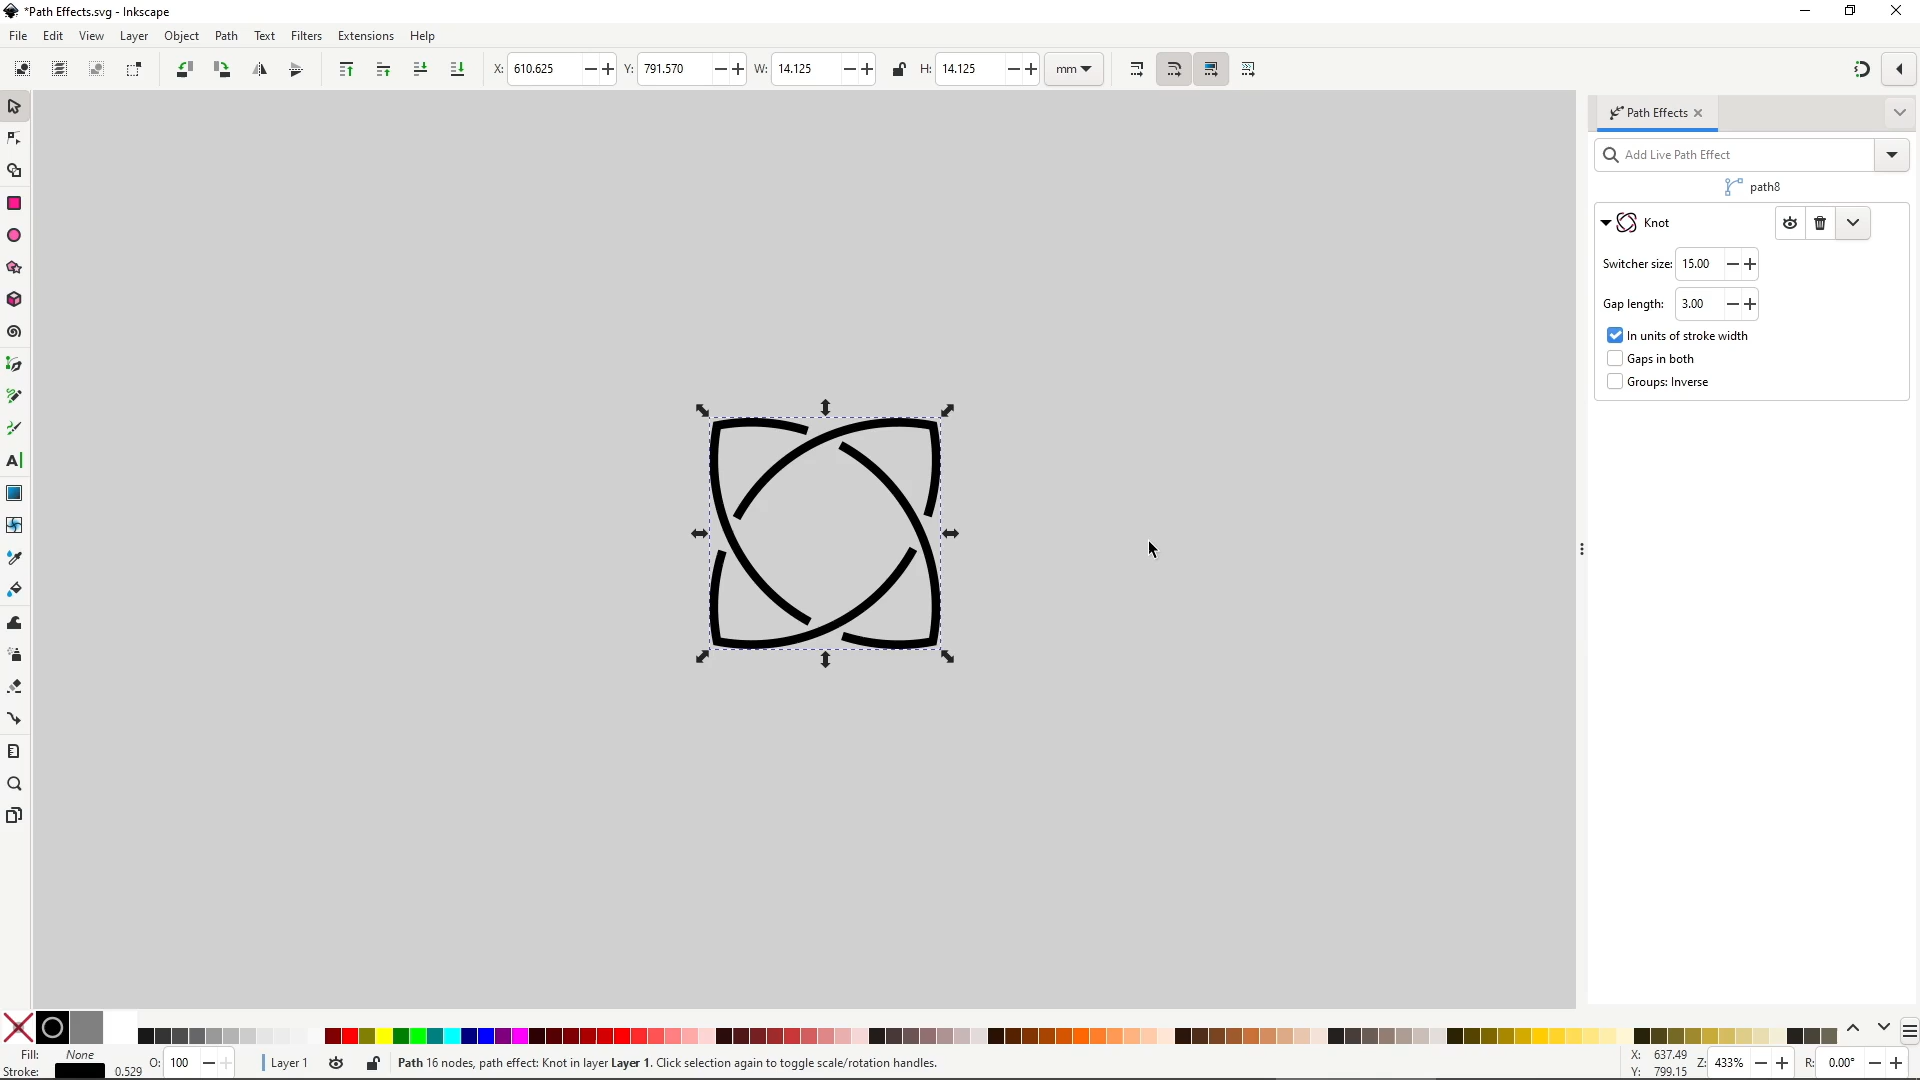 *Path Effects.svg - Inkscape
File Edit View Layer Object Path Text Filters Extensions Help
X: 610.625 Y: 791.570 W: 14.125 H: 14.125 mm
Path Effects
Add Live Path Effect
path8
Knot
Switcher size: 15.00
Gap length: 3.00
In units of stroke width
Gaps in both
Groups: Inverse
Fill: None
Stroke: 0.529
O: 100
Layer 1
Path 16 nodes, path effect: Knot in layer Layer 1. Click selection again to toggle scale/rotation handles.
X: 637.49
Y: 799.15
Z: 433%
R: 0.00°